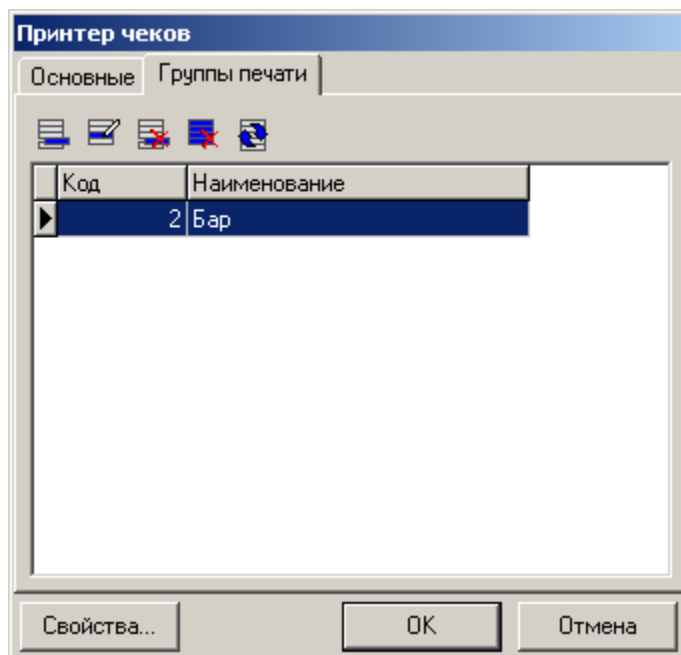 Принтер чеков
Основные Группы печати
Код Наименование
2 Бар
Свойства... OK Отмена